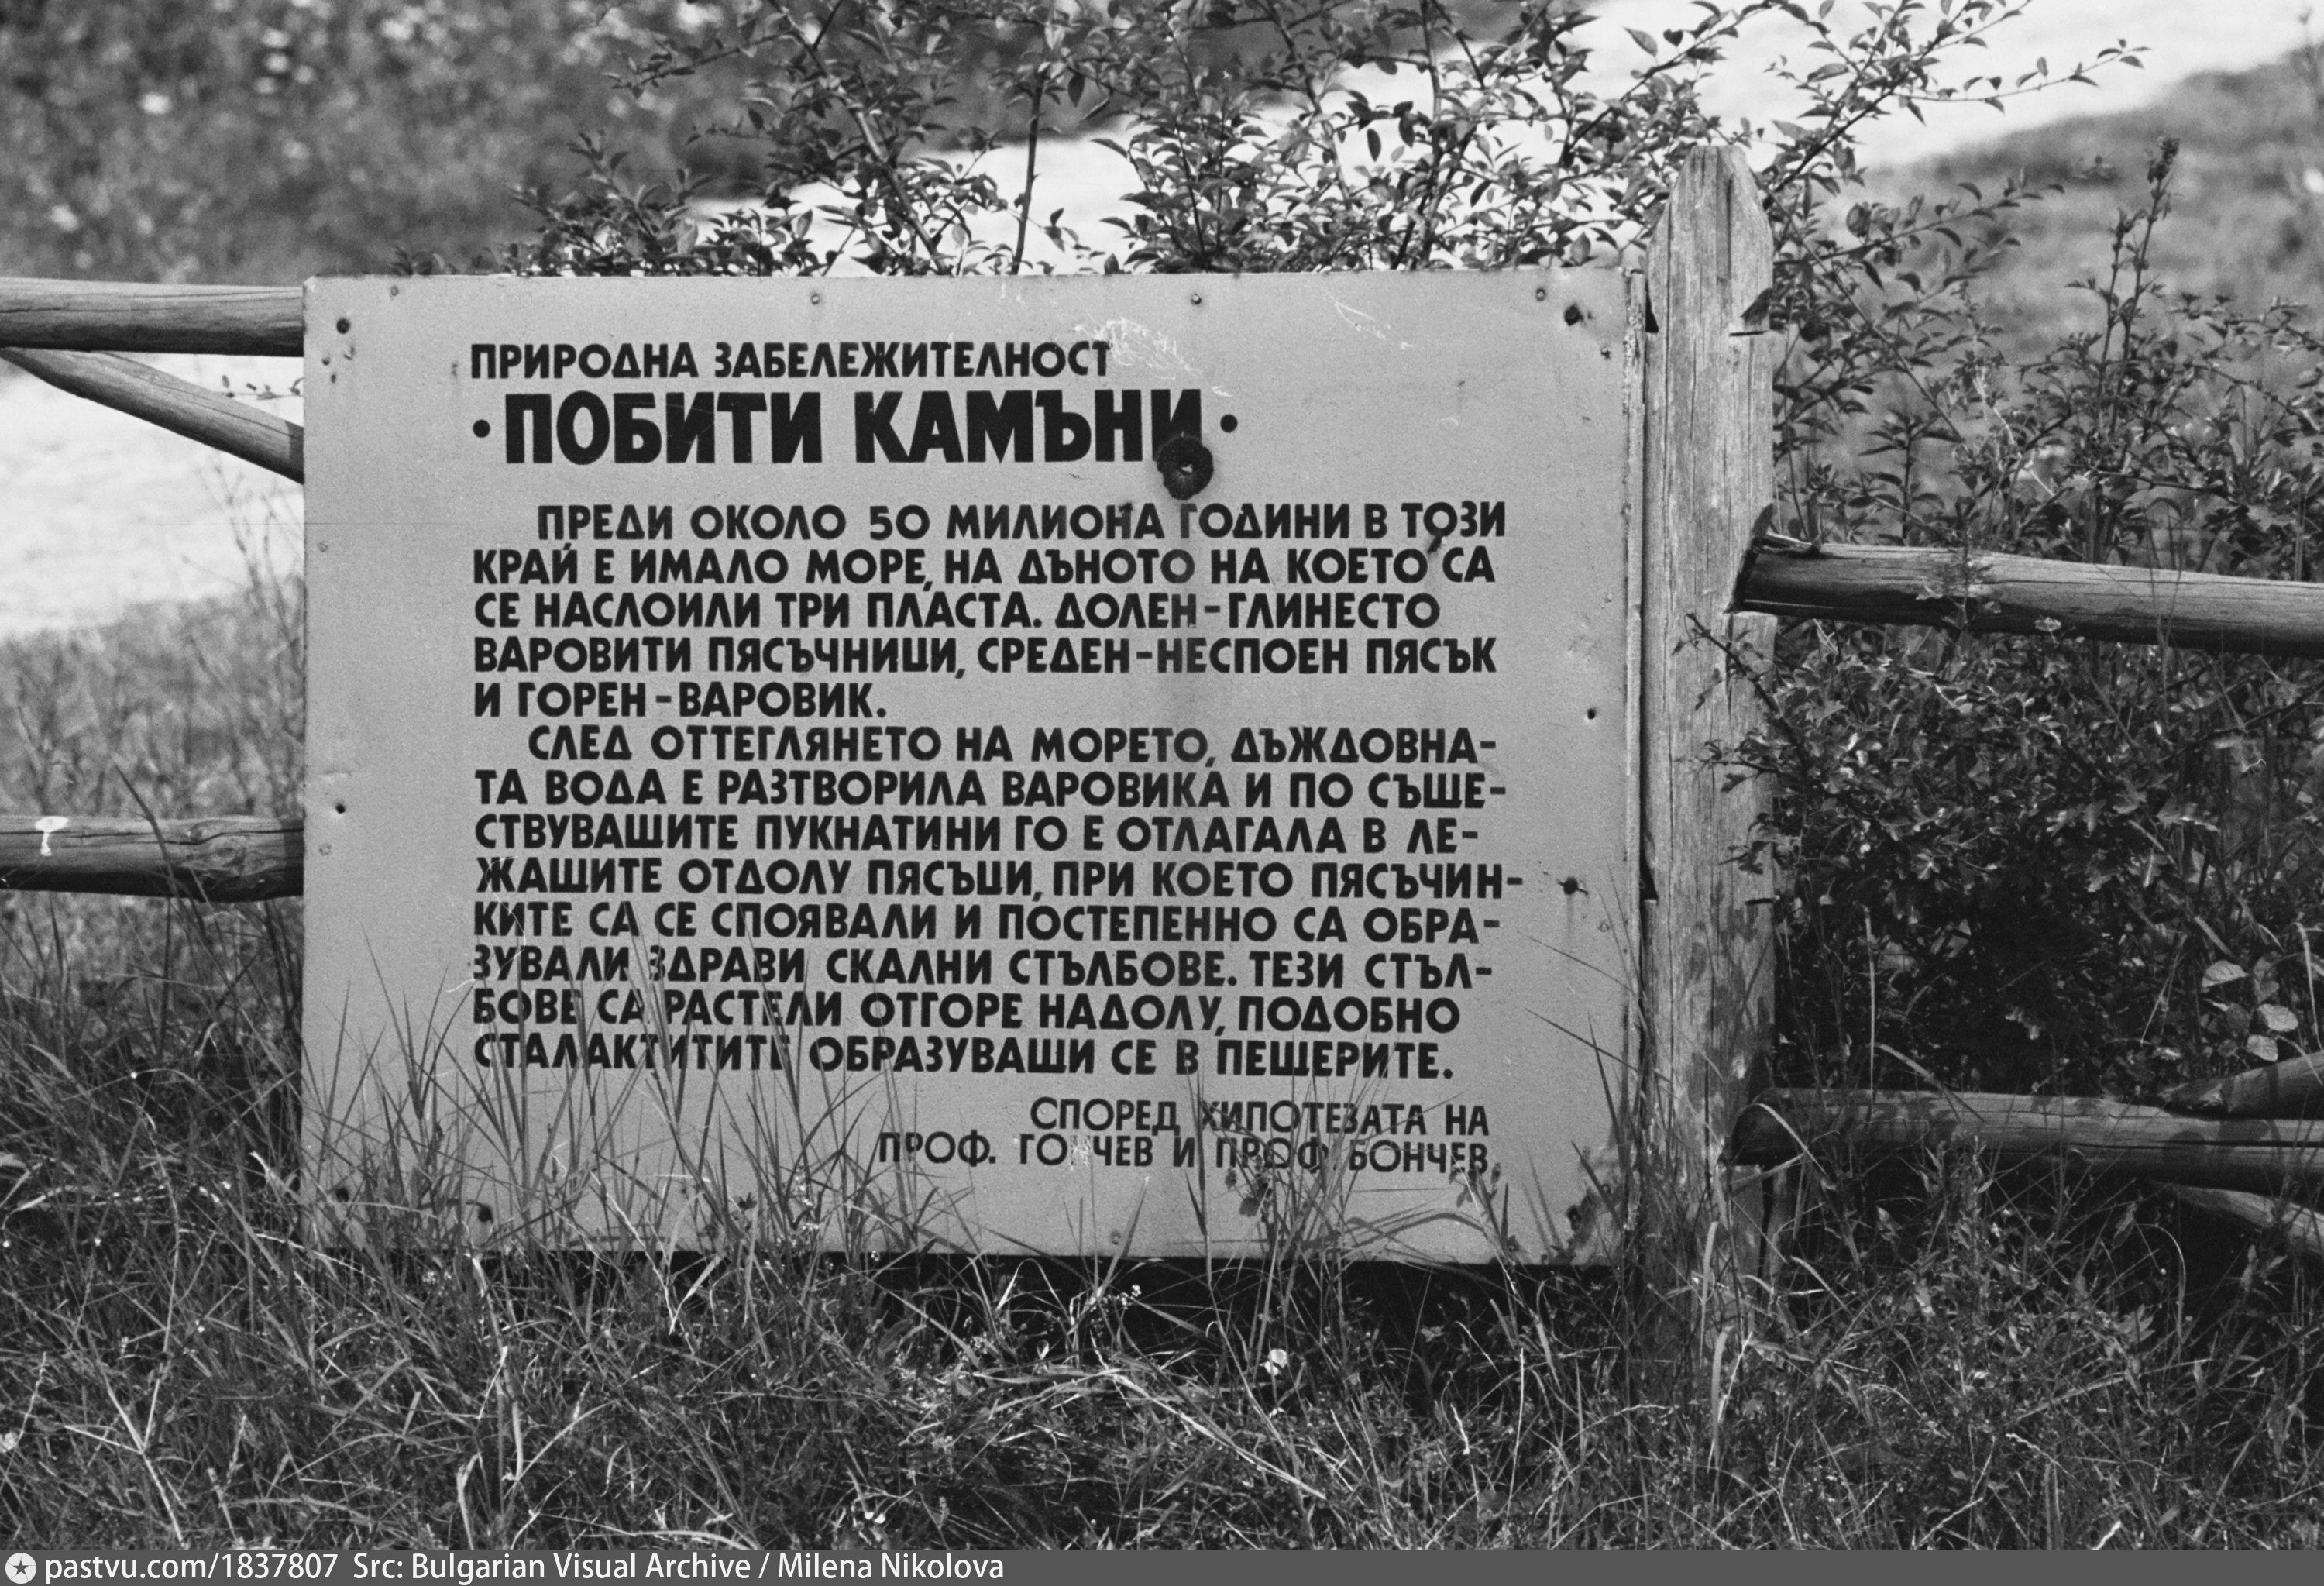 ПРИРОДНА ЗАБЕЛЕЖИТЕЛНОСТ
• ПОБИТИ КАМЪНИ •
ПРЕДИ ОКОЛО 50 МИЛИОНА ГОДИНИ В ТОЗИ
КРАЙ Е ИМАЛО МОРЕ, НА ДЪНОТО НА КОЕТО СА
СЕ НАСЛОИЛИ ТРИ ПЛАСТА. ДОЛЕН-ГЛИНЕСТО
ВАРОВИТИ ПЯСЪЧНИЦИ, СРЕДЕН-НЕСПОЕН ПЯСЪК
И ГОРЕН-ВАРОВИК.
СЛЕД ОТТЕГЛЯНЕТО НА МОРЕТО, ДЪЖДОВНА-
ТА ВОДА Е РАЗТВОРИЛА ВАРОВИКА И ПО СЪЩЕ-
СТВУВАЩИТЕ ПУКНАТИНИ ГО Е ОТЛАГАЛА В ЛЕ-
ЖАЩИТЕ ОТДОЛУ ПЯСЪЦИ, ПРИ КОЕТО ПЯСЪЧИН-
КИТЕ СА СЕ СПОЯВАЛИ И ПОСТЕПЕННО СА ОБРА-
ЗУВАЛИ ЗДРАВИ СКАЛНИ СТЪЛБОВЕ. ТЕЗИ СТЪЛ-
БОВЕ СА РАСТЕЛИ ОТГОРЕ НАДОЛУ, ПОДОБНО
СТАЛАКТИТИТЕ ОБРАЗУВАЩИ СЕ В ПЕЩЕРИТЕ.
СПОРЕД ХИПОТЕЗАТА НА
ПРОФ. ГОНЧЕВ И ПРОФ. БОНЧЕВ.
pastvu.com/1837807 Src: Bulgarian Visual Archive / Milena Nikolova